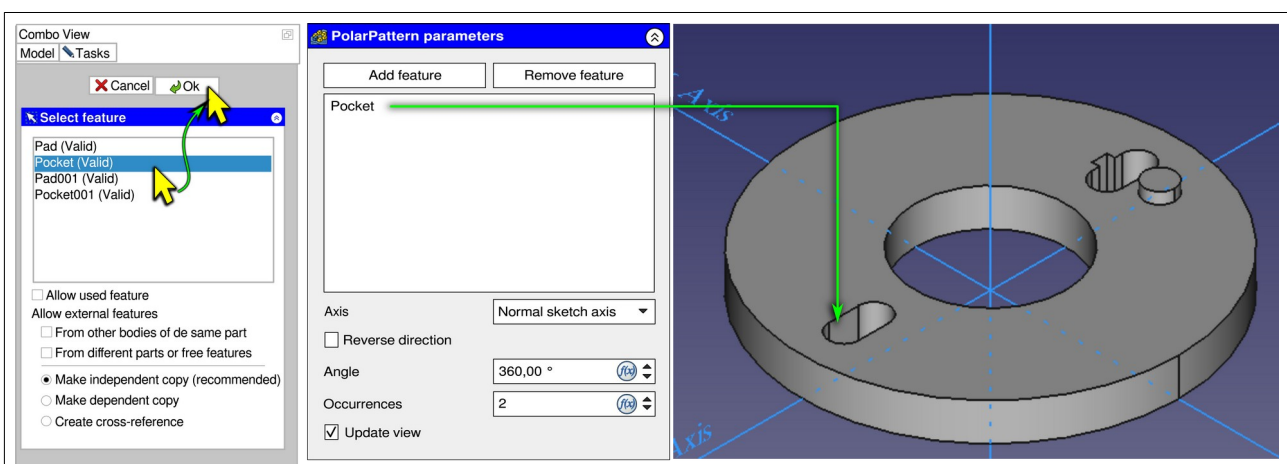 Combo View
Model Tasks
Cancel Ok
Select feature
Pad (Valid)
Pocket (Valid)
Pad001 (Valid)
Pocket001 (Valid)
Allow used feature
Allow external features
From other bodies of de same part
From different parts or free features
Make independent copy (recommended)
Make dependent copy
Create cross-reference
PolarPattern parameters
Add feature Remove feature
Pocket
Axis Normal sketch axis
Reverse direction
Angle 360,00 ° f(x)
Occurrences 2 f(x)
Update view
Axis
Axis